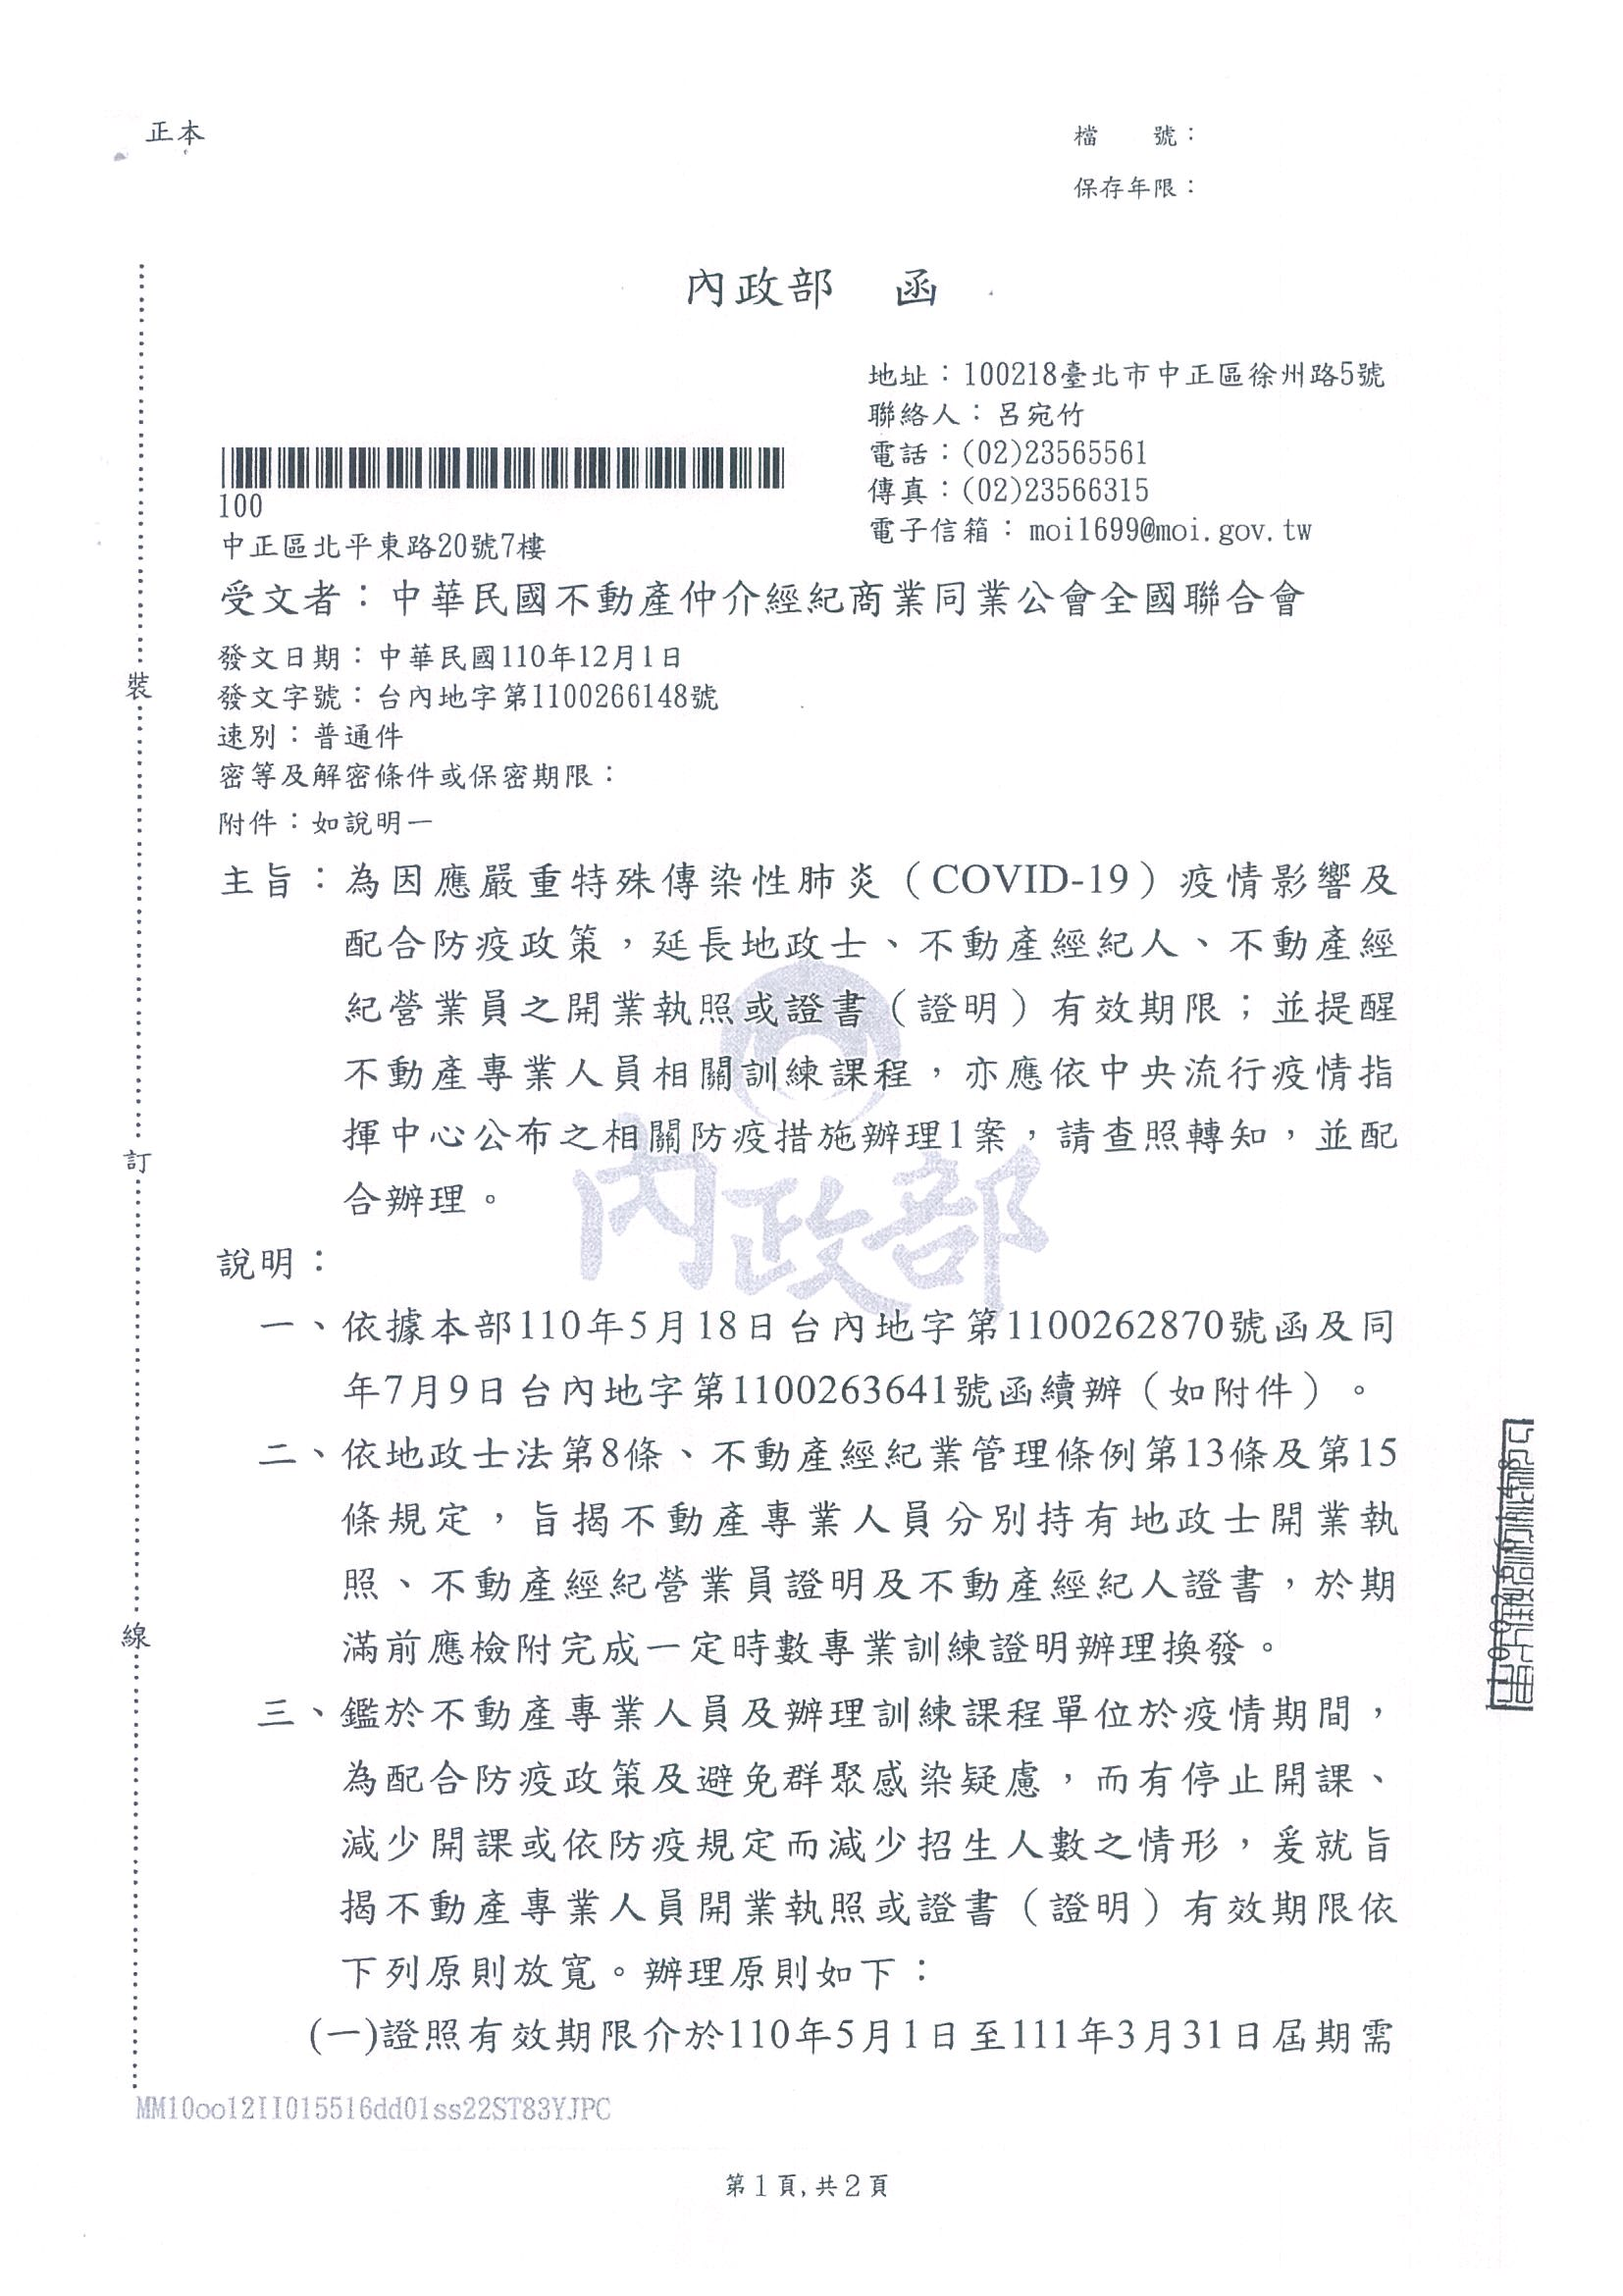 正本
檔　　號：
保存年限：
內政部　函
地址：100218臺北市中正區徐州路5號
聯絡人：呂宛竹
電話：(02)23565561
傳真：(02)23566315
電子信箱：moi1699@moi.gov.tw
100
中正區北平東路20號7樓
受文者：中華民國不動產仲介經紀商業同業公會全國聯合會
發文日期：中華民國110年12月1日
發文字號：台內地字第1100266148號
速別：普通件
密等及解密條件或保密期限：
附件：如說明一
主旨：為因應嚴重特殊傳染性肺炎（COVID-19）疫情影響及
配合防疫政策，延長地政士、不動產經紀人、不動產經
紀營業員之開業執照或證書（證明）有效期限；並提醒
不動產專業人員相關訓練課程，亦應依中央流行疫情指
揮中心公布之相關防疫措施辦理1案，請查照轉知，並配
合辦理。
內政部
說明：
一、依據本部110年5月18日台內地字第1100262870號函及同
年7月9日台內地字第1100263641號函續辦（如附件）。
二、依地政士法第8條、不動產經紀業管理條例第13條及第15
條規定，旨揭不動產專業人員分別持有地政士開業執
照、不動產經紀營業員證明及不動產經紀人證書，於期
滿前應檢附完成一定時數專業訓練證明辦理換發。
三、鑑於不動產專業人員及辦理訓練課程單位於疫情期間，
為配合防疫政策及避免群聚感染疑慮，而有停止開課、
減少開課或依防疫規定而減少招生人數之情形，爰就旨
揭不動產專業人員開業執照或證書（證明）有效期限依
下列原則放寬。辦理原則如下：
(一)證照有效期限介於110年5月1日至111年3月31日屆期需
裝
訂
線
1100266148
MM10oo12II015516dd01ss22ST83YJPC
第1頁,共2頁